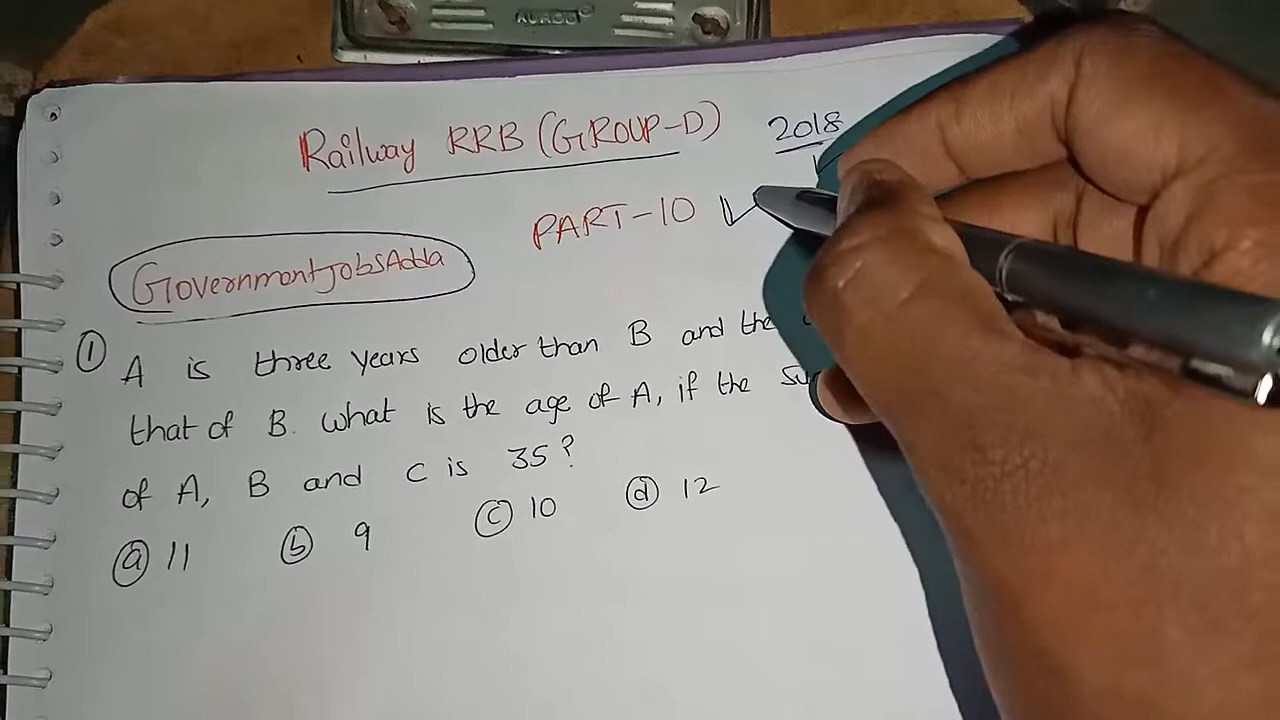 Railway RRB (GROUP-D) 2018
PART-10
GovernmentJobsAdda
① A is three years older than B and the
that of B. what is the age of A, if the
of A, B and C is 35?
ⓐ 11 ⓑ 9 ⓒ 10 ⓓ 12